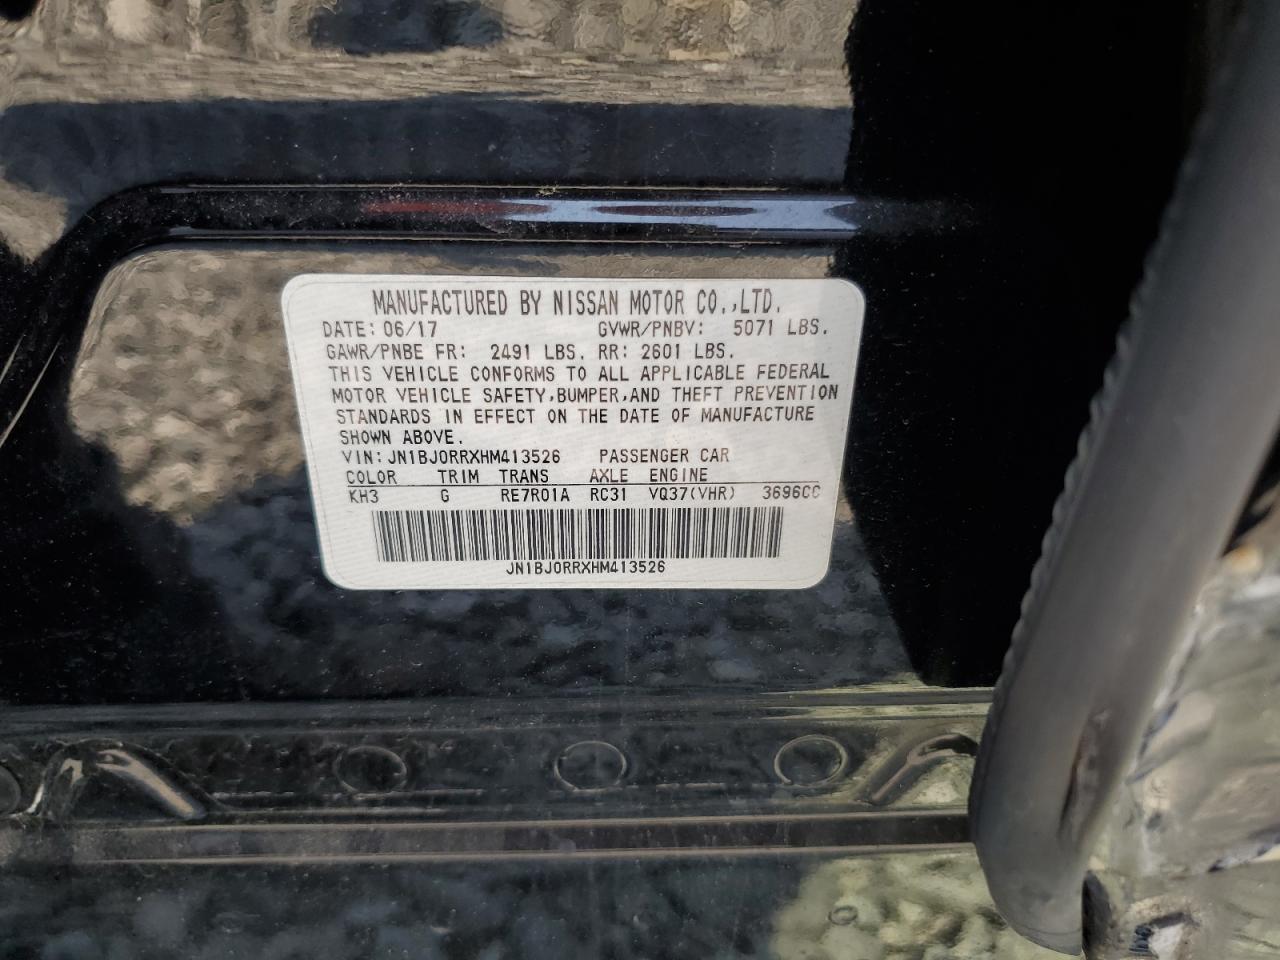 MANUFACTURED BY NISSAN MOTOR CO.,LTD.
DATE: 06/17 GVWR/PNBV: 5071 LBS.
GAWR/PNBE FR: 2491 LBS. RR: 2601 LBS.
THIS VEHICLE CONFORMS TO ALL APPLICABLE FEDERAL
MOTOR VEHICLE SAFETY,BUMPER,AND THEFT PREVENTION
STANDARDS IN EFFECT ON THE DATE OF MANUFACTURE
SHOWN ABOVE.
VIN: JN1BJ0RRXHM413526 PASSENGER CAR
COLOR TRIM TRANS AXLE ENGINE
KH3 G RE7R01A RC31 VQ37(VHR) 3696CC
JN1BJ0RRXHM413526